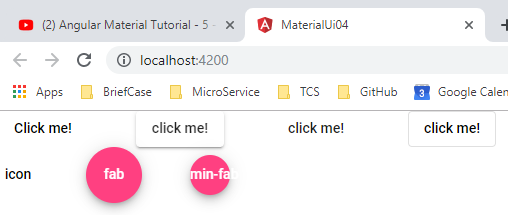 (2) Angular Material Tutorial - 5 - MaterialUi04
localhost:4200
Apps BriefCase MicroService TCS GitHub 3 Google Calen
Click me! click me! click me! click me!
icon fab min-fab